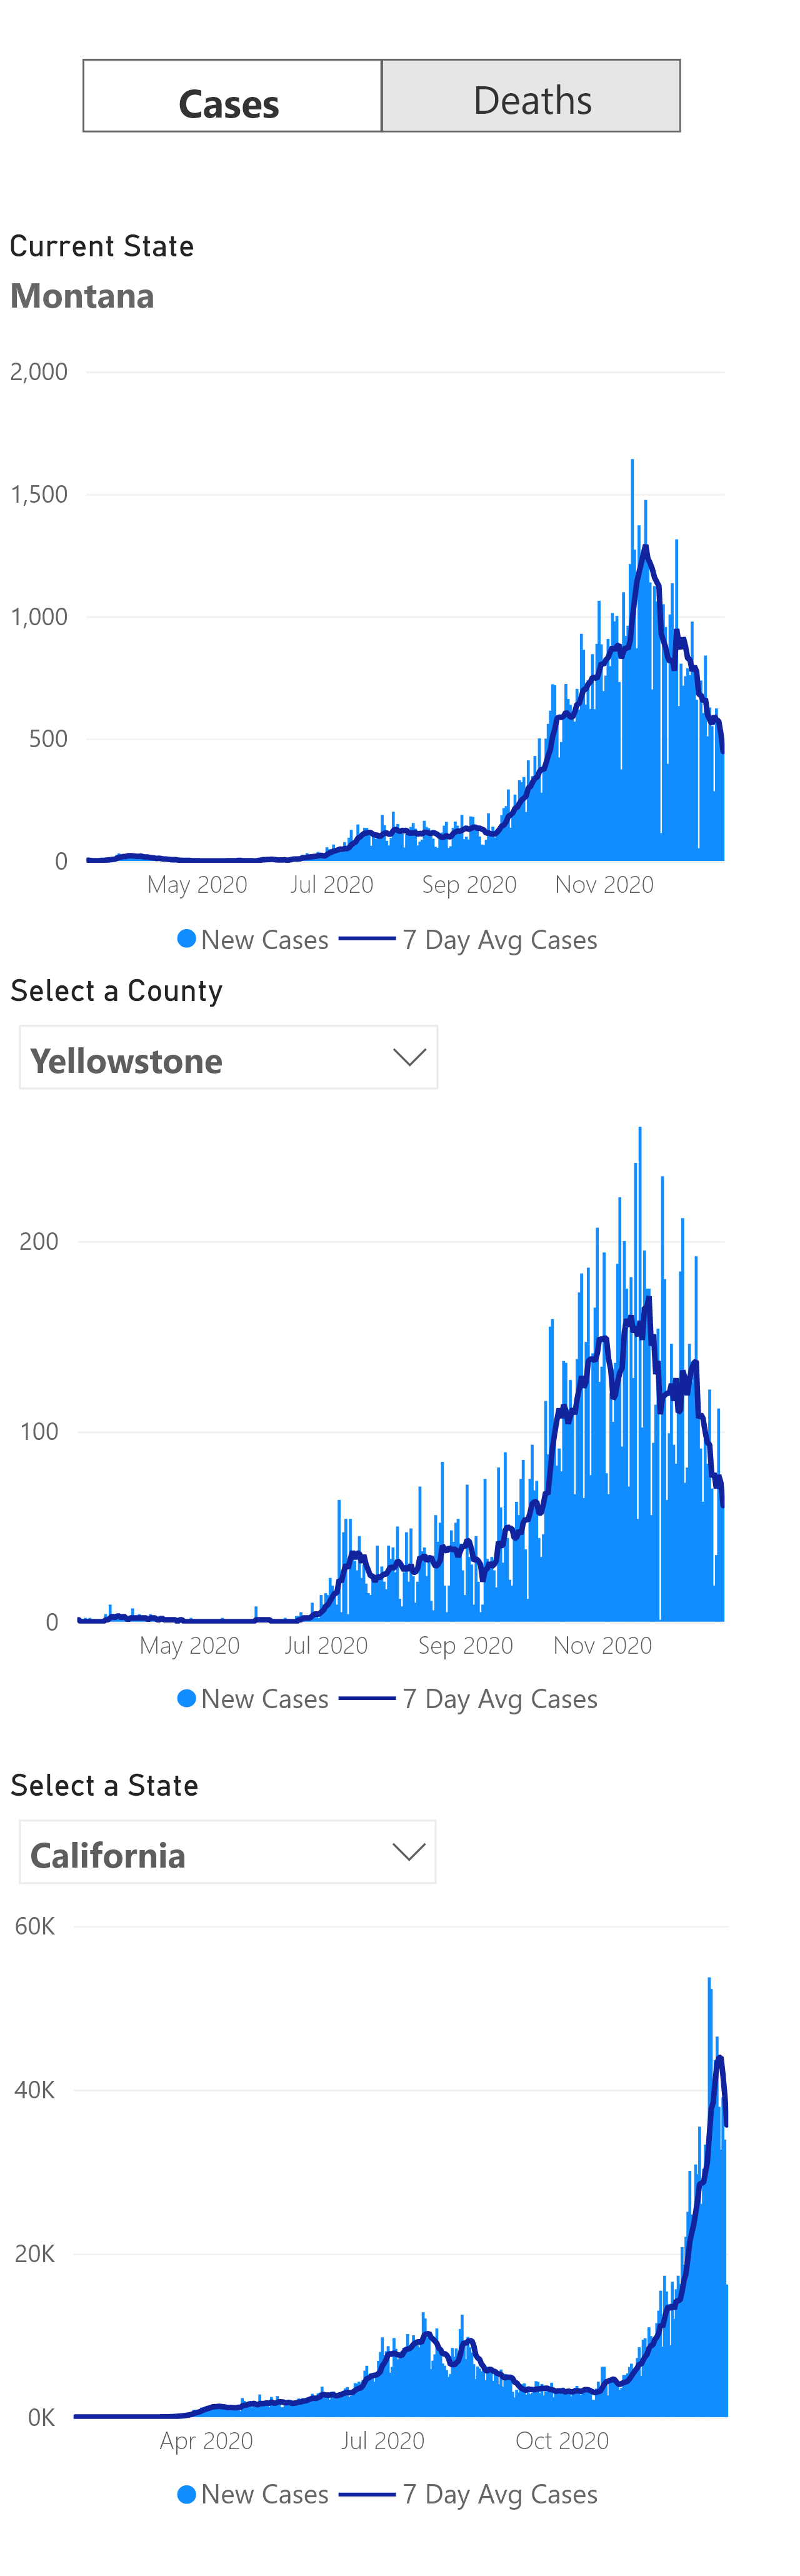 Cases Deaths
Current State
Montana
2,000
1,500
1,000
500
0
May 2020 Jul 2020 Sep 2020 Nov 2020
New Cases 7 Day Avg Cases
Select a County
Yellowstone
200
100
0
May 2020 Jul 2020 Sep 2020 Nov 2020
New Cases 7 Day Avg Cases
Select a State
California
60K
40K
20K
0K
Apr 2020 Jul 2020 Oct 2020
New Cases 7 Day Avg Cases